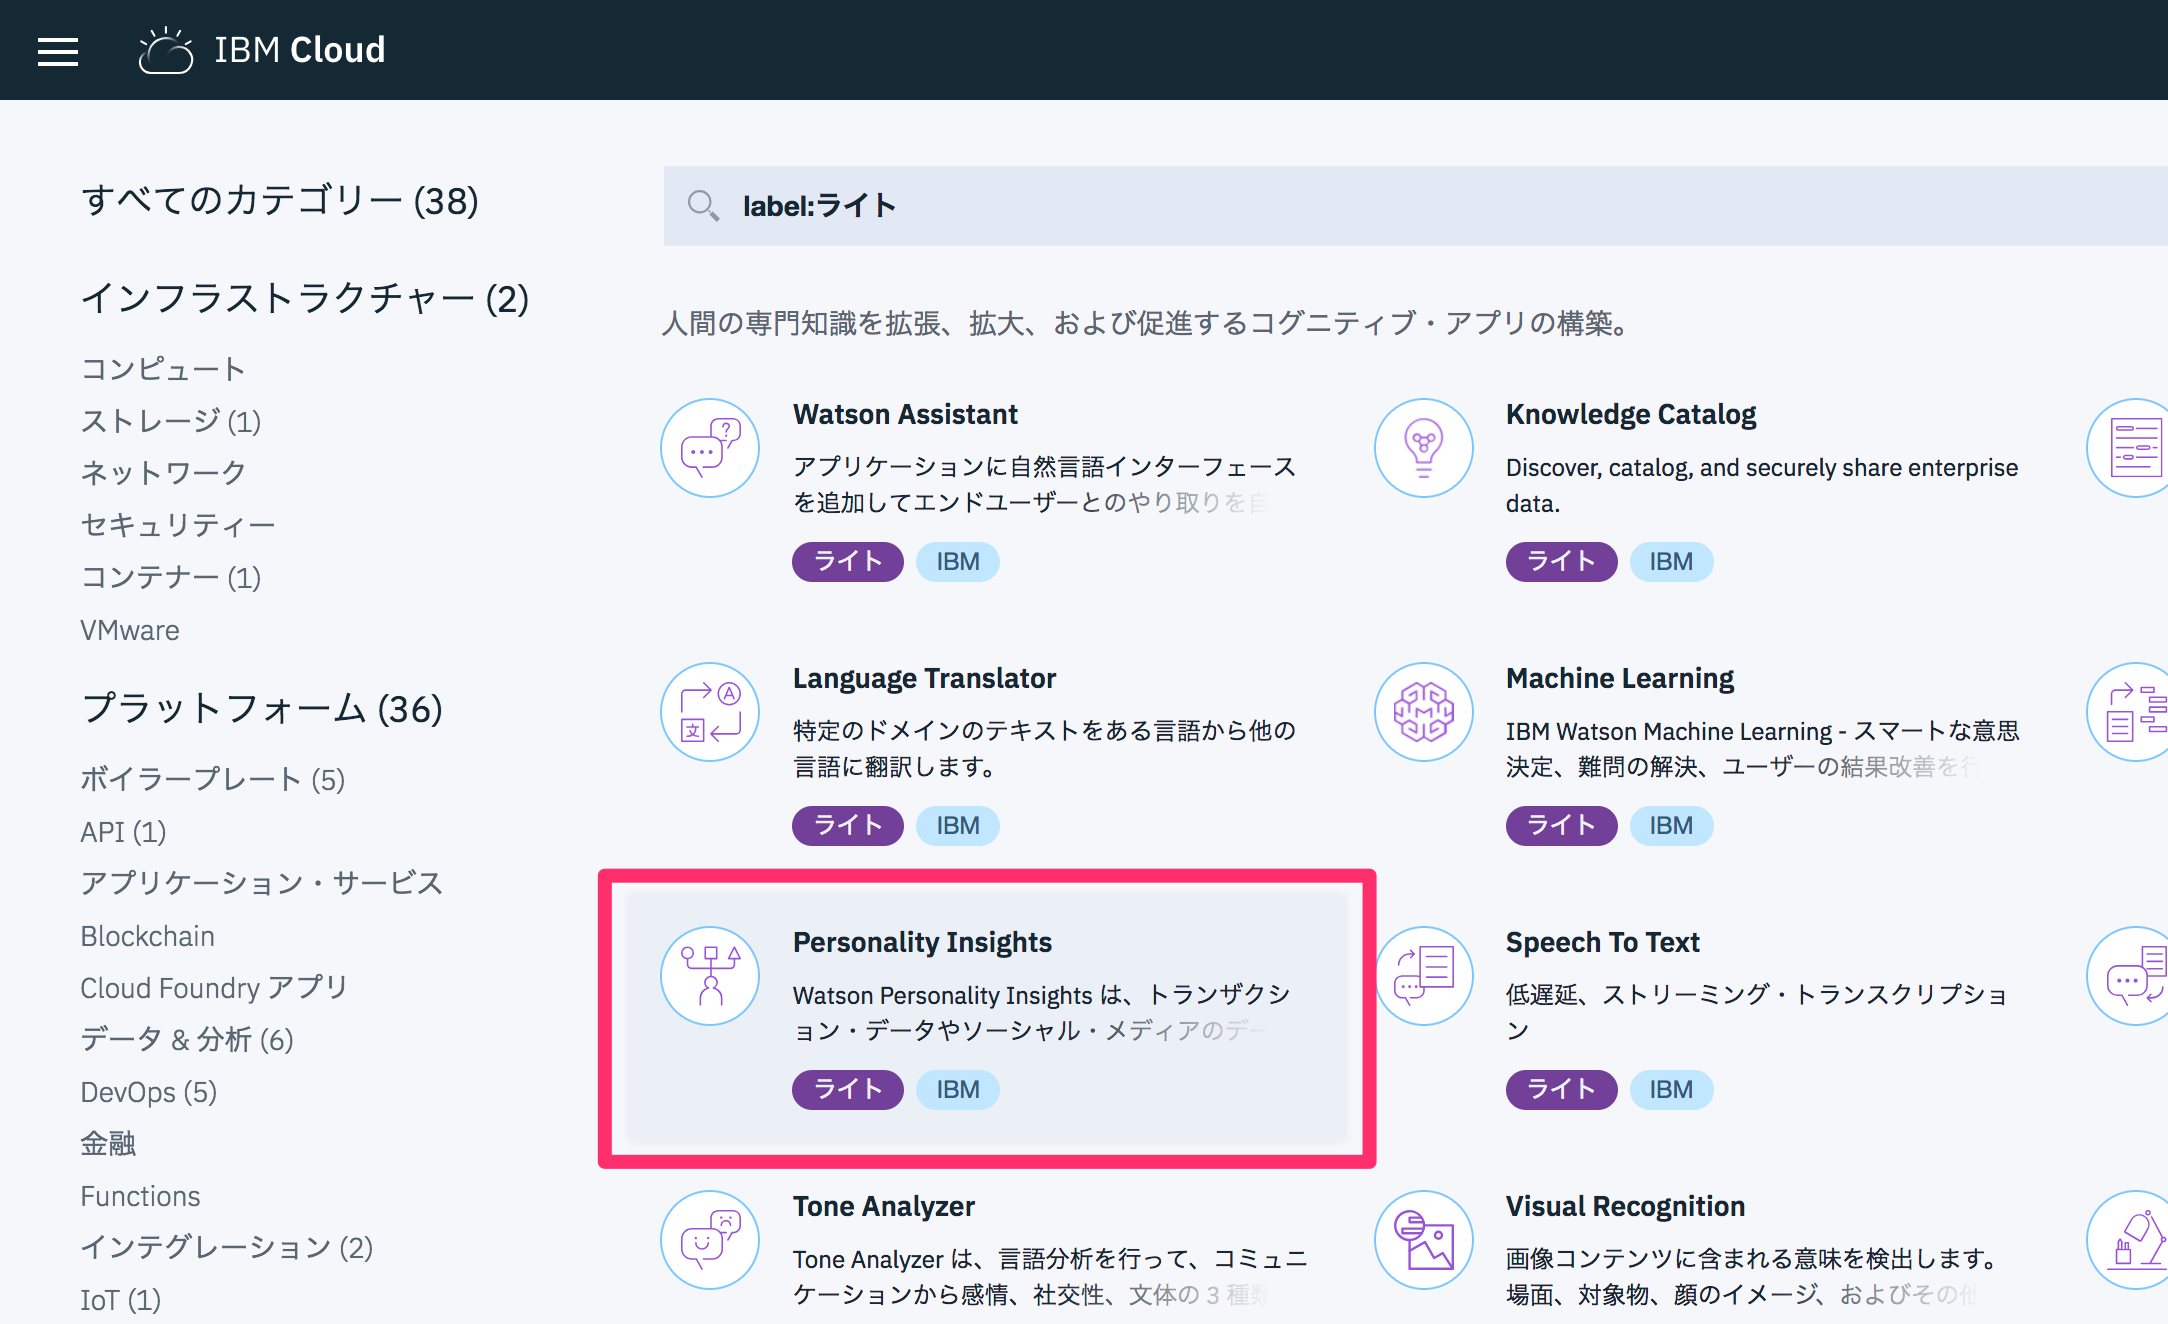 IBM Cloud
すべてのカテゴリー (38)
インフラストラクチャー (2)
コンピュート
ストレージ (1)
ネットワーク
セキュリティー
コンテナー (1)
VMware
プラットフォーム (36)
ボイラープレート (5)
API (1)
アプリケーション・サービス
Blockchain
Cloud Foundry アプリ
データ & 分析 (6)
DevOps (5)
金融
Functions
インテグレーション (2)
IoT (1)
label:ライト
人間の専門知識を拡張、拡大、および促進するコグニティブ・アプリの構築。
Watson Assistant
アプリケーションに自然言語インターフェース
を追加してエンドユーザーとのやり取りを自
ライト IBM
Knowledge Catalog
Discover, catalog, and securely share enterprise
data.
ライト IBM
Language Translator
特定のドメインのテキストをある言語から他の
言語に翻訳します。
ライト IBM
Machine Learning
IBM Watson Machine Learning - スマートな意思
決定、難問の解決、ユーザーの結果改善を行
ライト IBM
Personality Insights
Watson Personality Insights は、トランザクシ
ョン・データやソーシャル・メディアのデー
ライト IBM
Speech To Text
低遅延、ストリーミング・トランスクリプショ
ン
ライト IBM
Tone Analyzer
Tone Analyzer は、言語分析を行って、コミュニ
ケーションから感情、社交性、文体の 3 種類
Visual Recognition
画像コンテンツに含まれる意味を検出します。
場面、対象物、顔のイメージ、およびその他